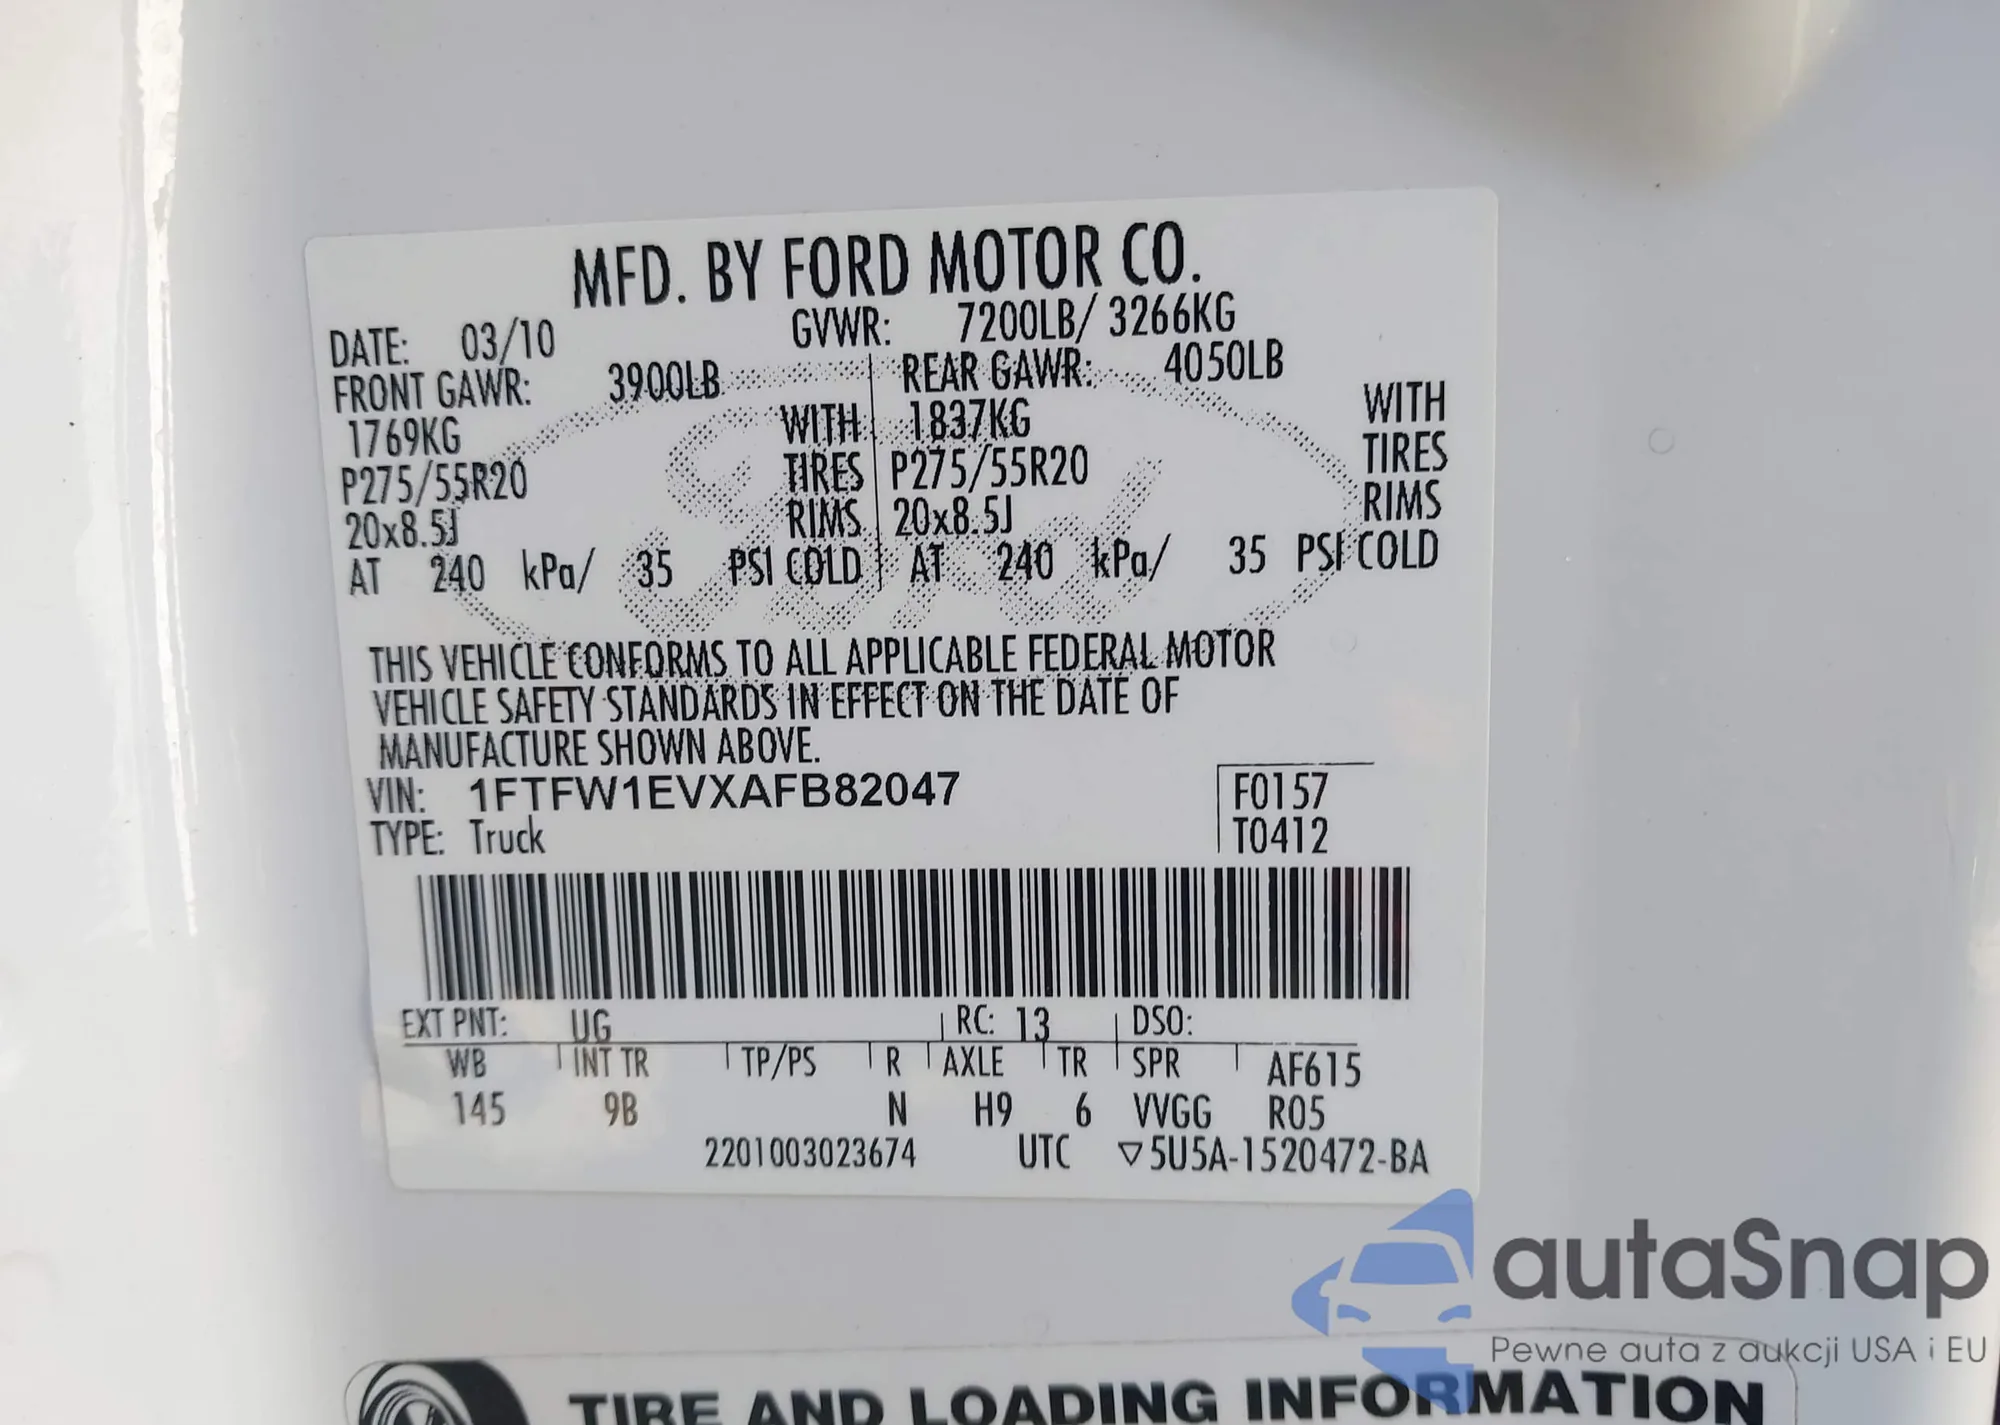 MFD. BY FORD MOTOR CO.
DATE: 03/10 GVWR: 7200LB/ 3266KG
FRONT GAWR: 3900LB REAR GAWR: 4050LB
1769KG WITH 1837KG WITH
P275/55R20 TIRES P275/55R20 TIRES
20x8.5J RIMS 20x8.5J RIMS
AT 240 kPa/ 35 PSI COLD AT 240 kPa/ 35 PSI COLD
Ford
THIS VEHICLE CONFORMS TO ALL APPLICABLE FEDERAL MOTOR
VEHICLE SAFETY STANDARDS IN EFFECT ON THE DATE OF
MANUFACTURE SHOWN ABOVE.
VIN: 1FTFW1EVXAFB82047 F0157
TYPE: Truck T0412
EXT PNT: UG RC: 13 DSO:
WB INT TR TP/PS R AXLE TR SPR AF615
145 9B N H9 6 VVGG R05
2201003023674 UTC ▽5U5A-1520472-BA
autaSnap
Pewne auta z aukcji USA i EU
TIRE AND LOADING INFORMATION